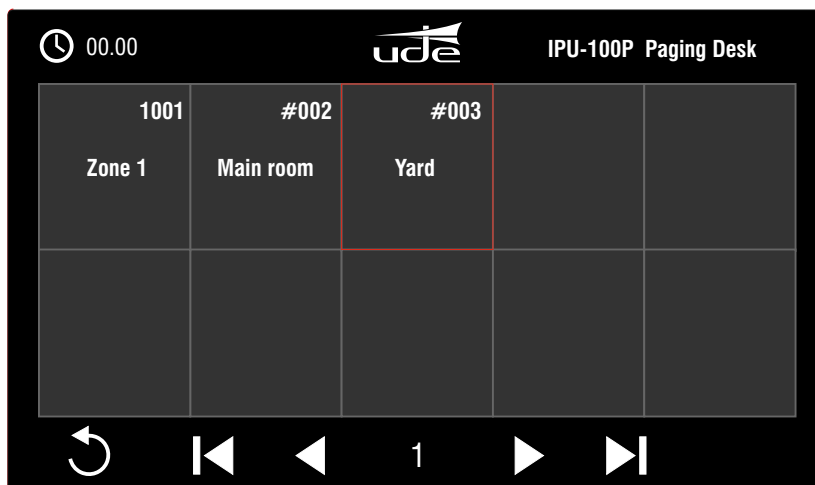 00.00
ude
IPU-100P Paging Desk
1001
Zone 1
#002
Main room
#003
Yard
1